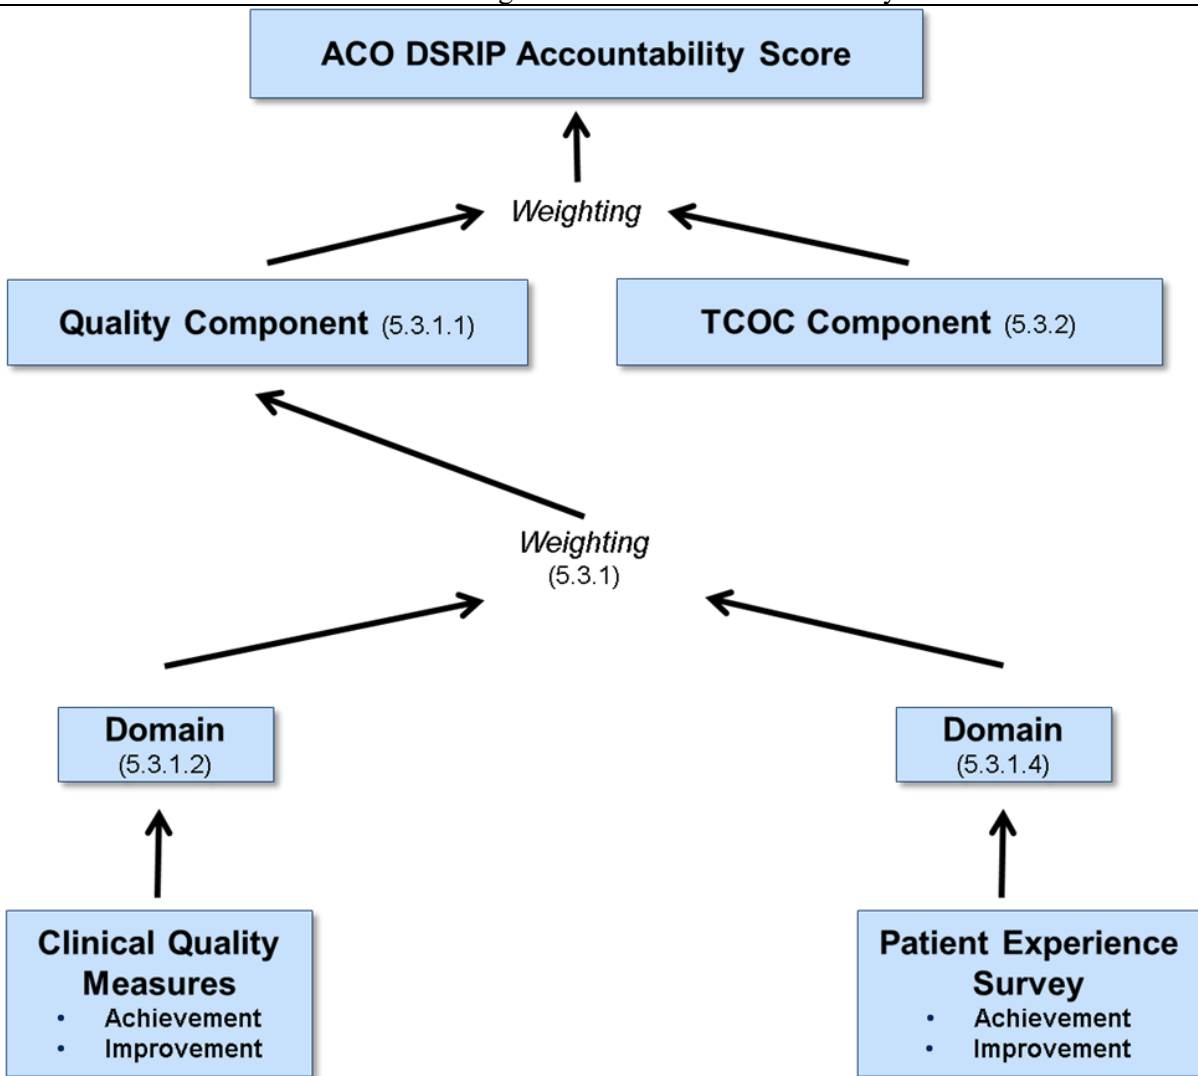 ACO DSRIP Accountability Score
Weighting
Quality Component (5.3.1.1)
TCOC Component (5.3.2)
Weighting
(5.3.1)
Domain
(5.3.1.2)
Domain
(5.3.1.4)
Clinical Quality
Measures
• Achievement
• Improvement
Patient Experience
Survey
• Achievement
• Improvement